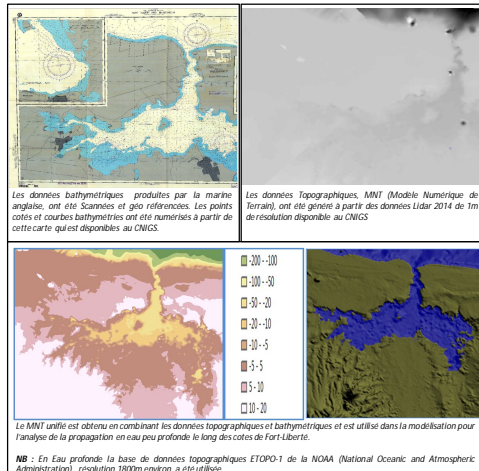 Les données bathymétriques produites par la marine
anglaise, ont été Scannées et géo référencées. Les points
cotés et courbes bathymétries ont été numérisés à partir de
cette carte qui est disponibles au CNIGS.
Les données Topographiques, MNT (Modèle Numérique de
Terrain), ont été généré à partir des données Lidar 2014 de 1m
de résolution disponible au CNIGS
-200 - -100
-100 - -50
-50 - -20
-20 - -10
-10 - -5
-5 - 5
5 - 10
10 - 20
Le MNT unifié est obtenu en combinant les données topographiques et bathymétriques et est utilisé dans la modélisation pour
l'analyse de la propagation en eau peu profonde le long des cotes de Fort-Liberté.
NB : En Eau profonde la base de données topographiques ETOPO-1 de la NOAA (National Oceanic and Atmospheric
Administration), résolution 1800m environ, a été utilisée